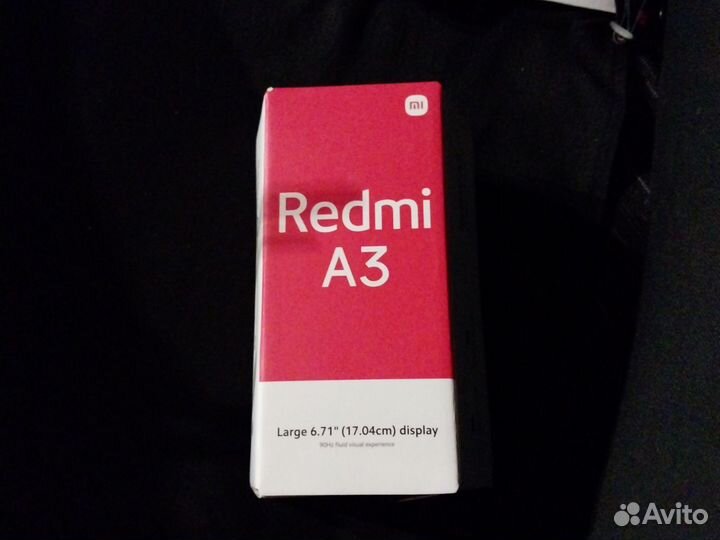 mi
Redmi
A3
Large 6.71" (17.04cm) display
90Hz fluid visual experience
Avito